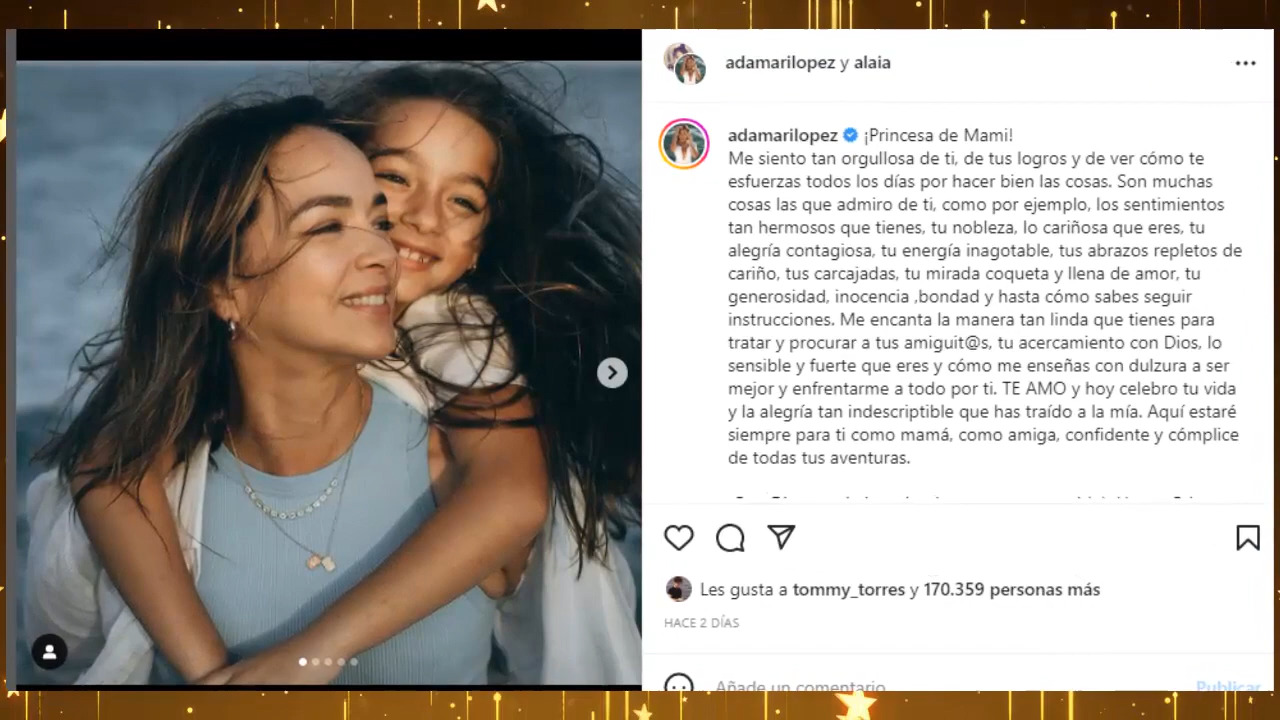 adamarilopez y alaia
adamarilopez ¡Princesa de Mami!
Me siento tan orgullosa de ti, de tus logros y de ver cómo te
esfuerzas todos los días por hacer bien las cosas. Son muchas
cosas las que admiro de ti, como por ejemplo, los sentimientos
tan hermosos que tienes, tu nobleza, lo cariñosa que eres, tu
alegría contagiosa, tu energía inagotable, tus abrazos repletos de
cariño, tus carcajadas, tu mirada coqueta y llena de amor, tu
generosidad, inocencia ,bondad y hasta cómo sabes seguir
instrucciones. Me encanta la manera tan linda que tienes para
tratar y procurar a tus amiguit@s, tu acercamiento con Dios, lo
sensible y fuerte que eres y cómo me enseñas con dulzura a ser
mejor y enfrentarme a todo por ti. TE AMO y hoy celebro tu vida
y la alegría tan indescriptible que has traído a la mía. Aquí estaré
siempre para ti como mamá, como amiga, confidente y cómplice
de todas tus aventuras.
Les gusta a tommy_torres y 170.359 personas más
HACE 2 DÍAS
Añade un comentario
Publicar